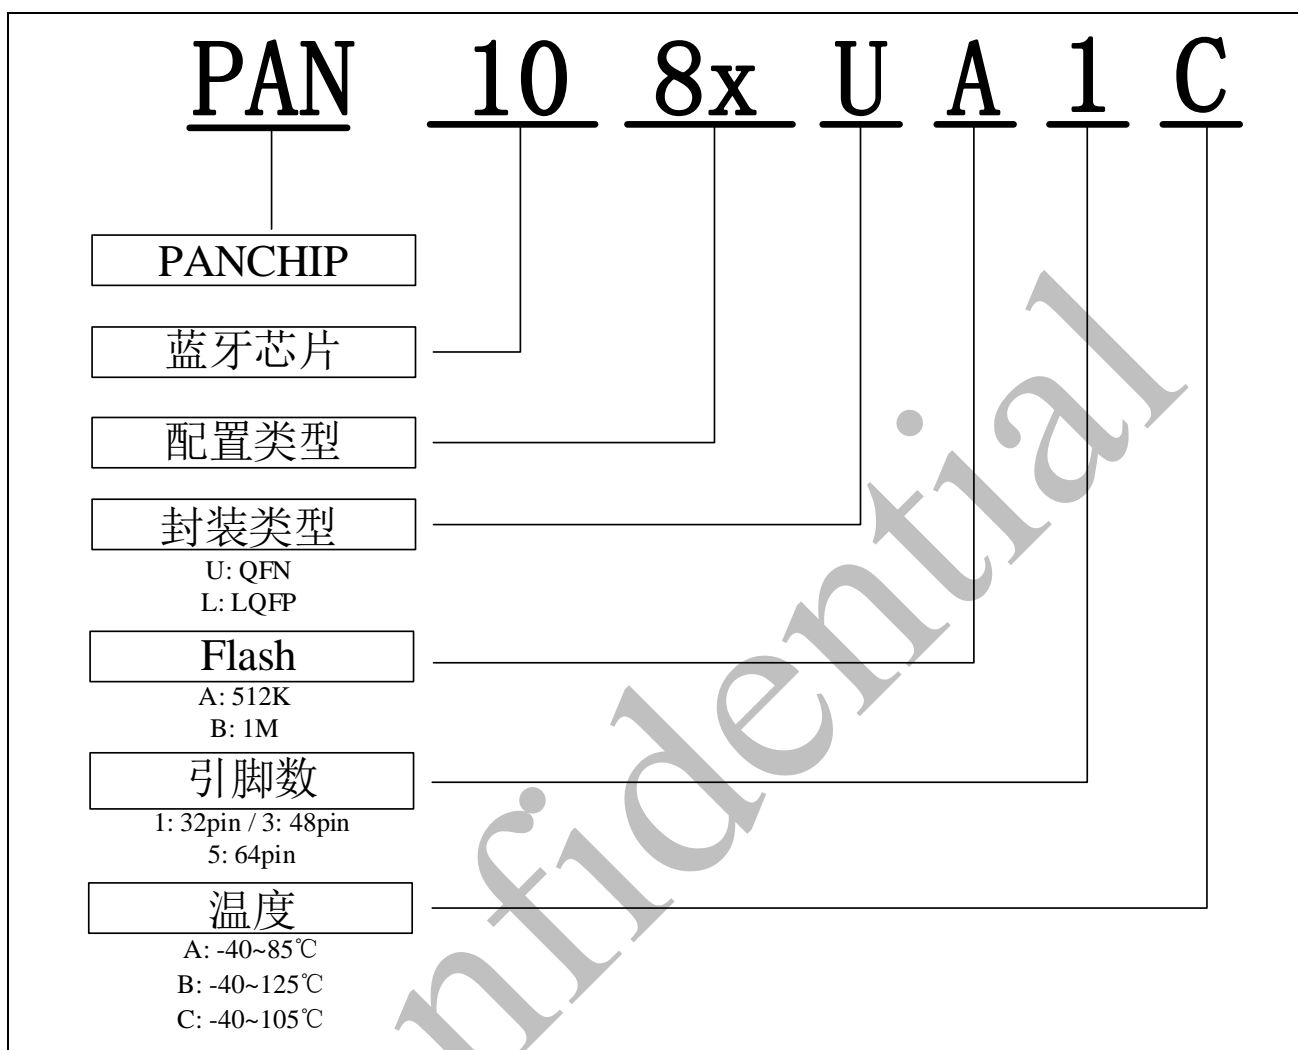 PAN 10 8x U A 1 C
PANCHIP
蓝牙芯片
配置类型
封装类型
U: QFN
L: LQFP
Flash
A: 512K
B: 1M
引脚数
1: 32pin / 3: 48pin
5: 64pin
温度
A: -40~85℃
B: -40~125℃
C: -40~105℃
nfidential